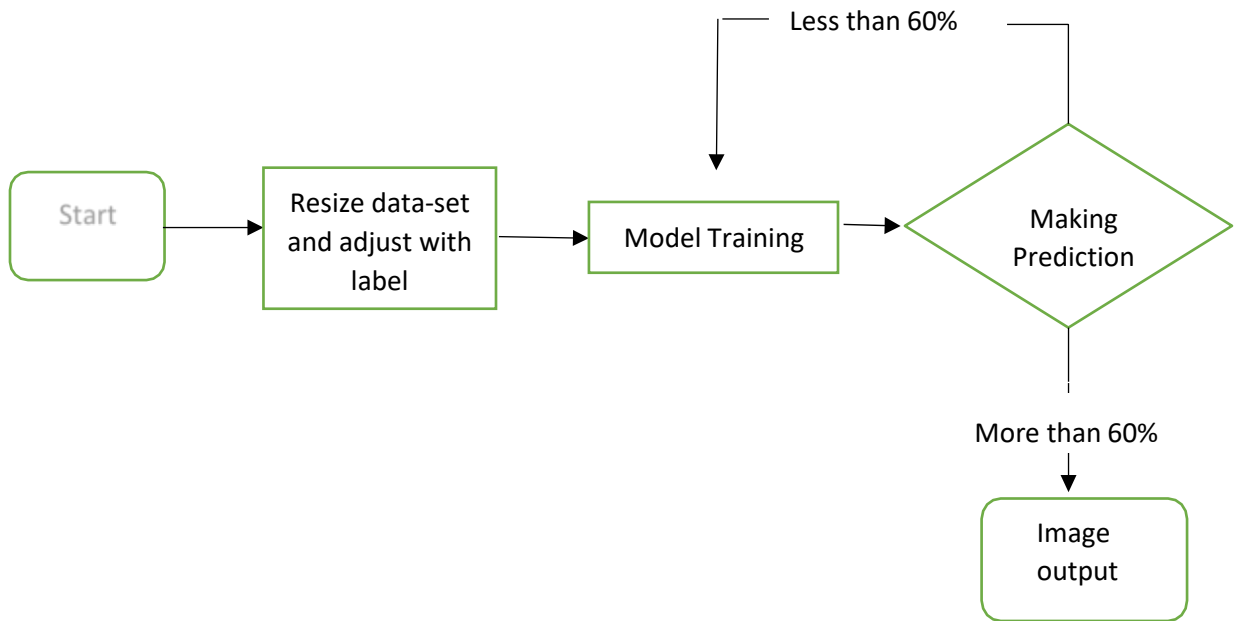 Less than 60%
Start
Resize data-set
and adjust with
label
Model Training
Making
Prediction
More than 60%
Image
output